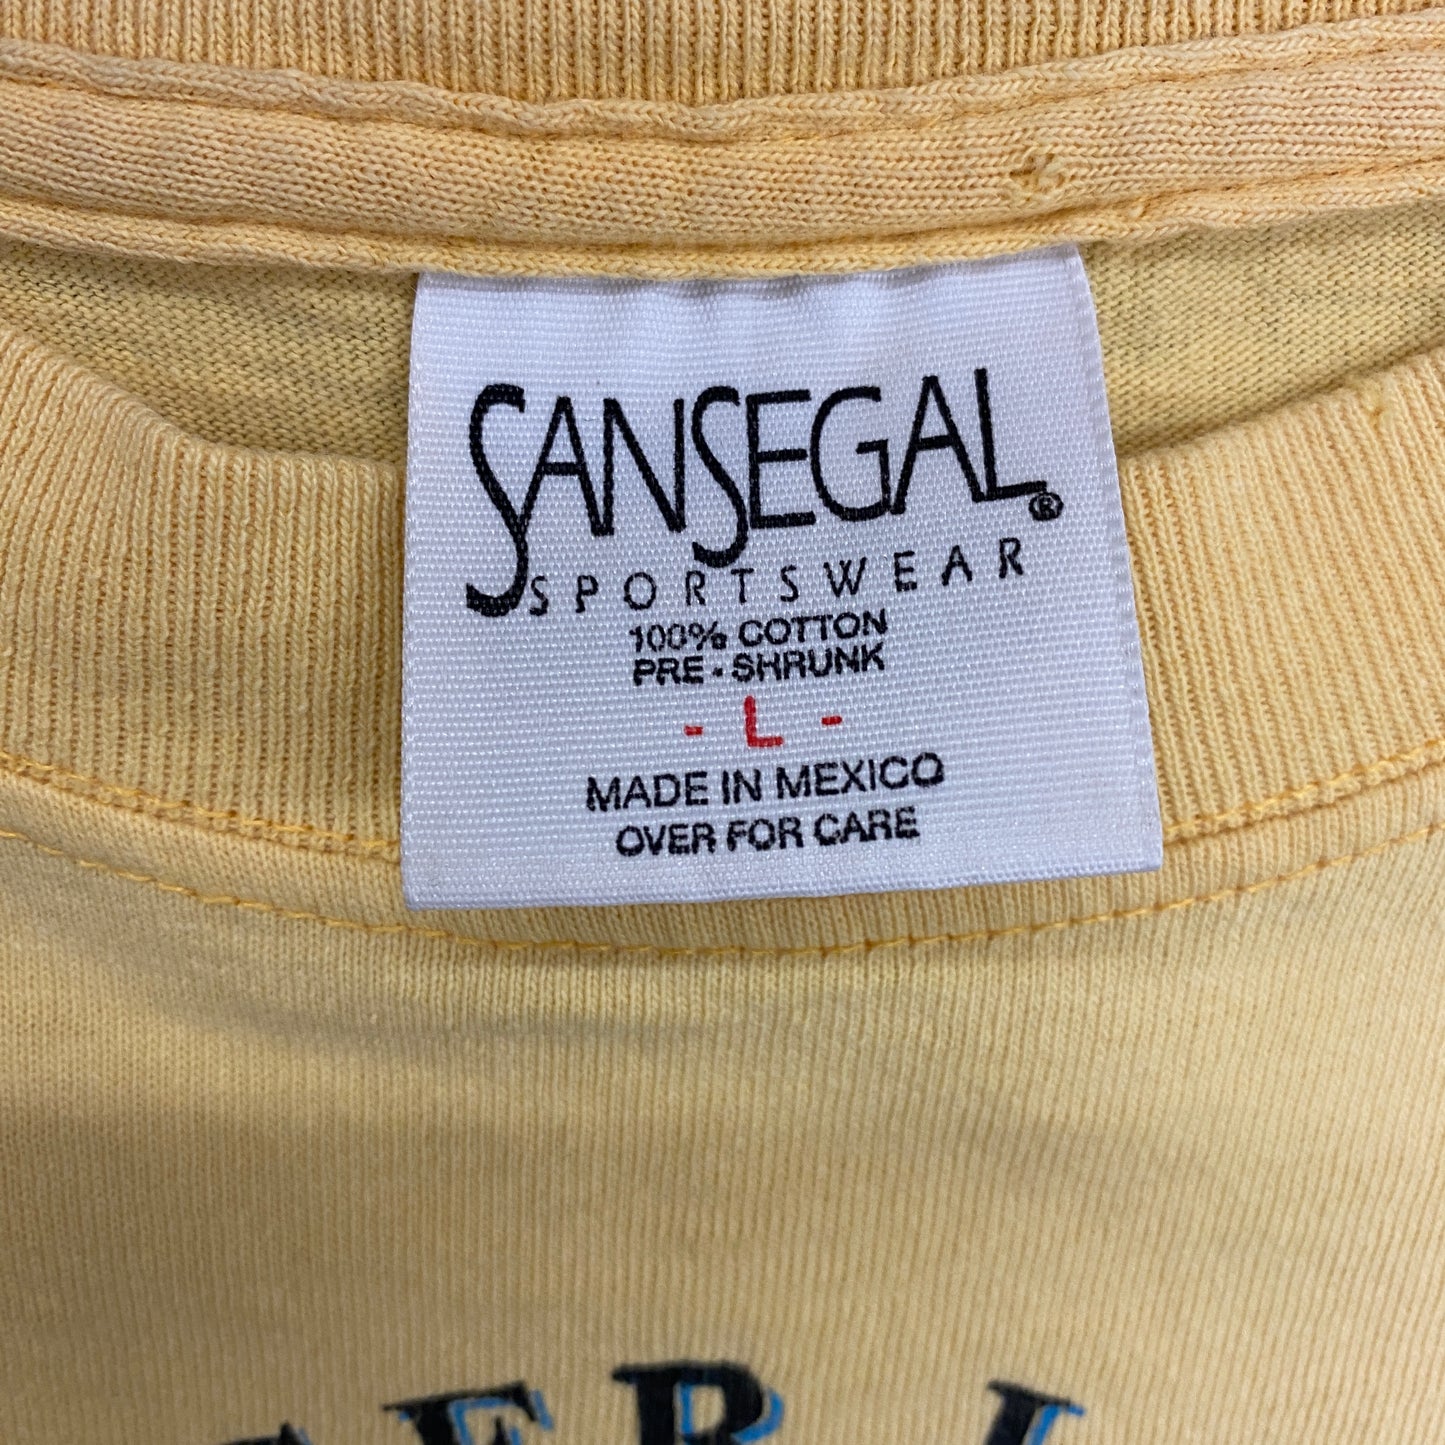 SANSEGAL®
SPORTSWEAR
100% COTTON
PRE-SHRUNK
- L -
MADE IN MEXICO
OVER FOR CARE